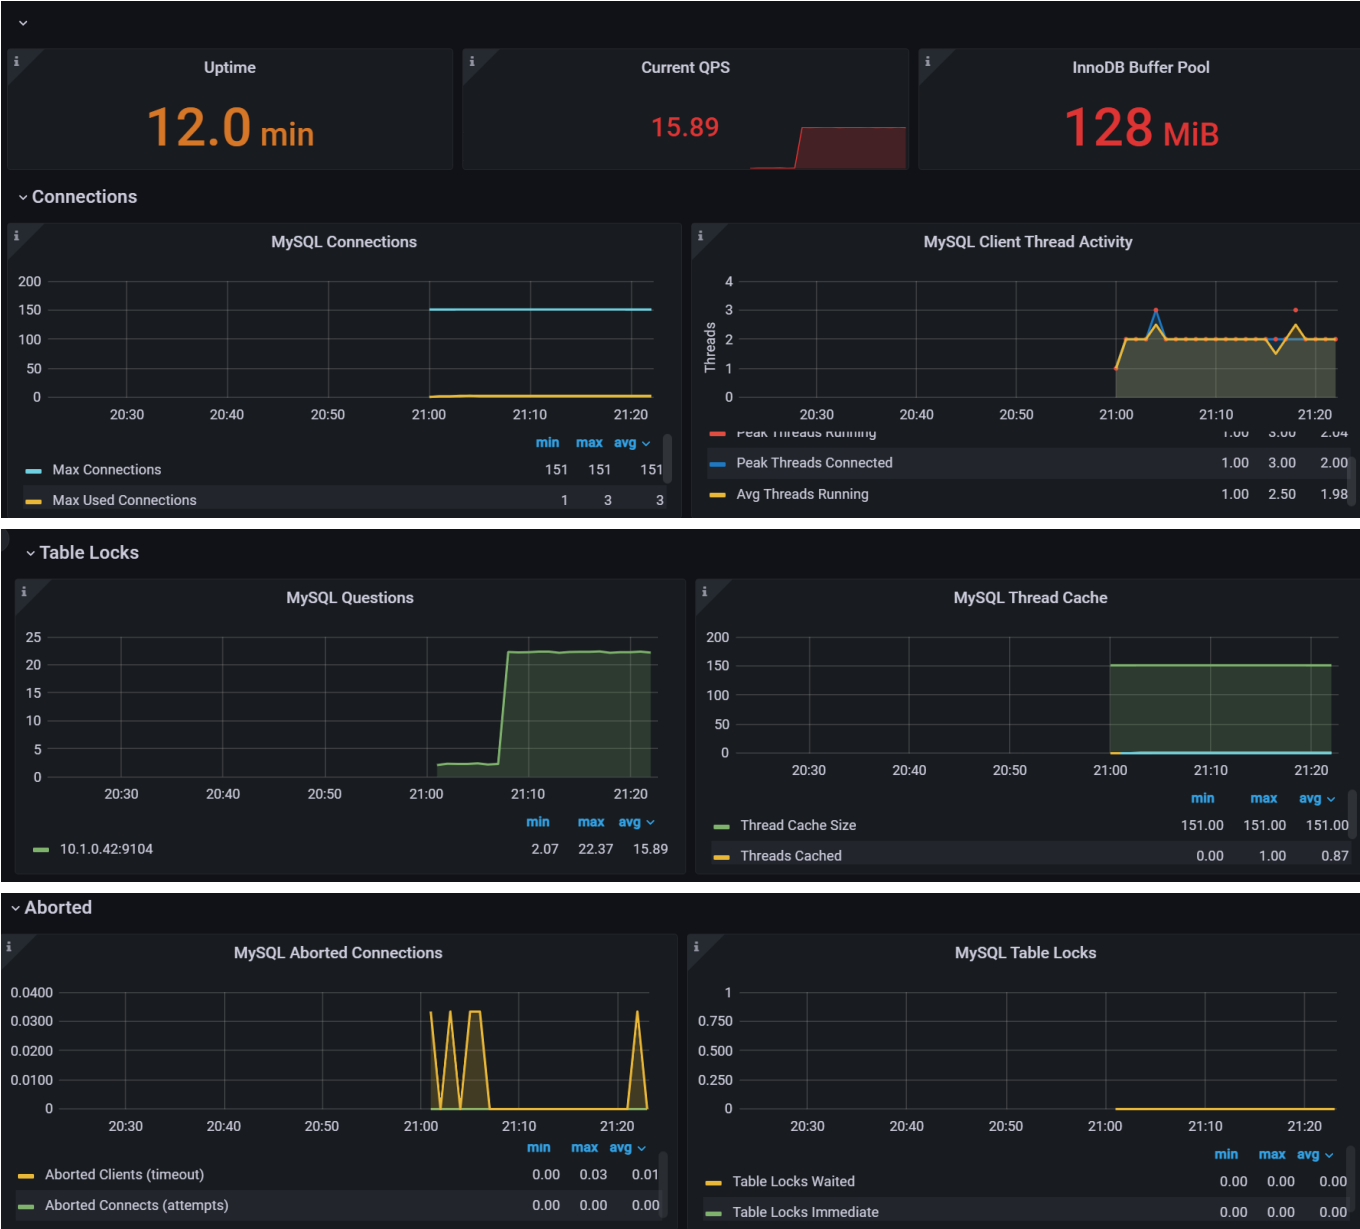 Uptime
Current QPS
InnoDB Buffer Pool
12.0 min
15.89
128 MiB
Connections
MySQL Connections
200
150
100
50
0
20:30 20:40 20:50 21:00 21:10 21:20
min max avg
Max Connections 151 151 151
Max Used Connections 1 3 3
MySQL Client Thread Activity
Threads
4
3
2
1
0
20:30 20:40 20:50 21:00 21:10 21:20
Peak Threads Running 1.00 3.00 2.04
Peak Threads Connected 1.00 3.00 2.00
Avg Threads Running 1.00 2.50 1.98
Table Locks
MySQL Questions
25
20
15
10
5
0
20:30 20:40 20:50 21:00 21:10 21:20
min max avg
10.1.0.42:9104 2.07 22.37 15.89
MySQL Thread Cache
200
150
100
50
0
20:30 20:40 20:50 21:00 21:10 21:20
min max avg
Thread Cache Size 151.00 151.00 151.00
Threads Cached 0.00 1.00 0.87
Aborted
MySQL Aborted Connections
0.0400
0.0300
0.0200
0.0100
0
20:30 20:40 20:50 21:00 21:10 21:20
min max avg
Aborted Clients (timeout) 0.00 0.03 0.01
Aborted Connects (attempts) 0.00 0.00 0.00
MySQL Table Locks
1
0.750
0.500
0.250
0
20:30 20:40 20:50 21:00 21:10 21:20
min max avg
Table Locks Waited 0.00 0.00 0.00
Table Locks Immediate 0.00 0.00 0.00